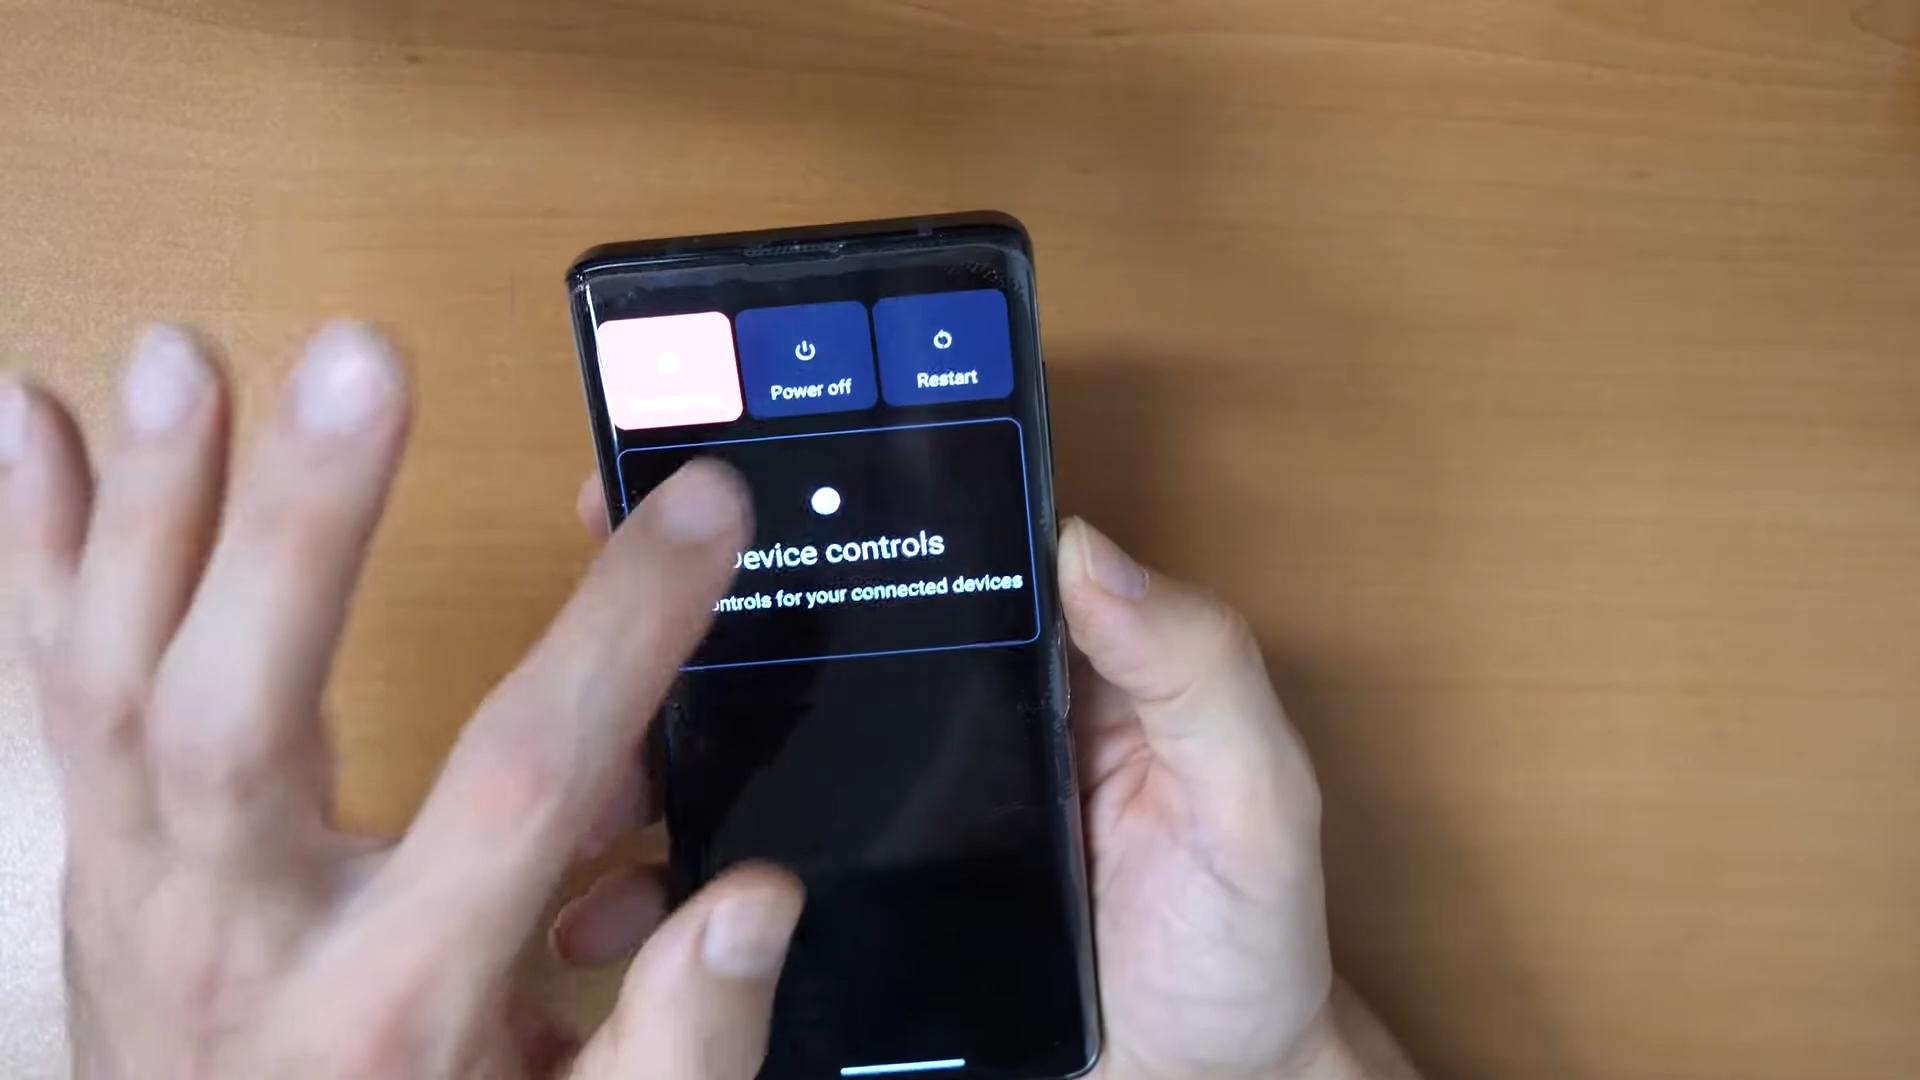 Power off
Restart
evice controls
ntrols for your connected devices